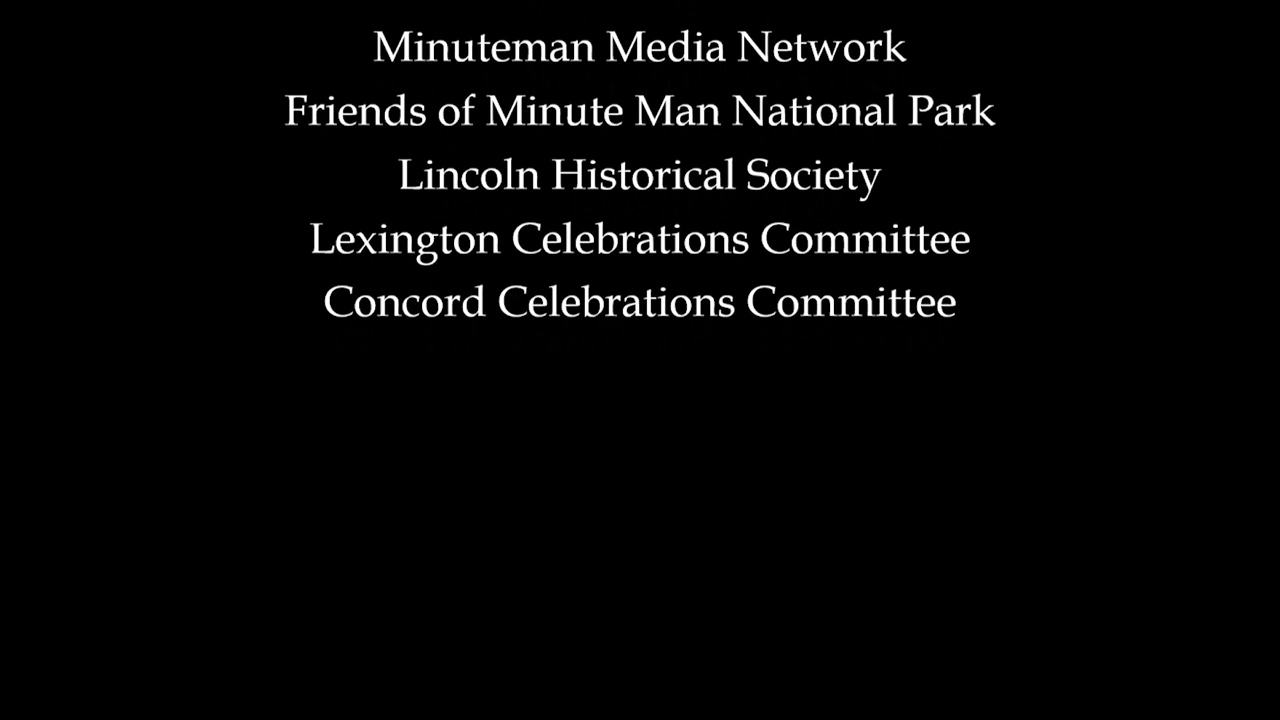 Minuteman Media Network
Friends of Minute Man National Park
Lincoln Historical Society
Lexington Celebrations Committee
Concord Celebrations Committee